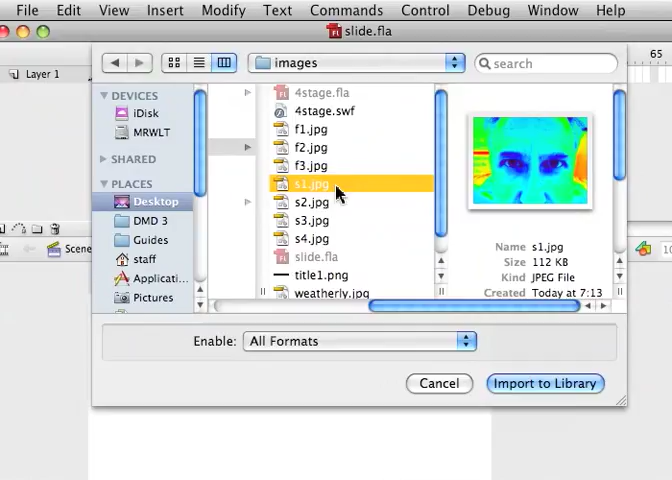 File Edit View Insert Modify Text Commands Control Debug Window Help
slide.fla
65
Layer 1
images
search
DEVICES
iDisk
MRWLT
SHARED
PLACES
Desktop
DMD 3
Guides
staff
Applicati...
Pictures
4stage.fla
4stage.swf
f1.jpg
f2.jpg
f3.jpg
s1.jpg
s2.jpg
s3.jpg
s4.jpg
slide.fla
title1.png
weatherly.jpg
Name s1.jpg
Size 112 KB
Kind JPEG File
Created Today at 7:13
Scene
10
Enable: All Formats
Cancel
Import to Library